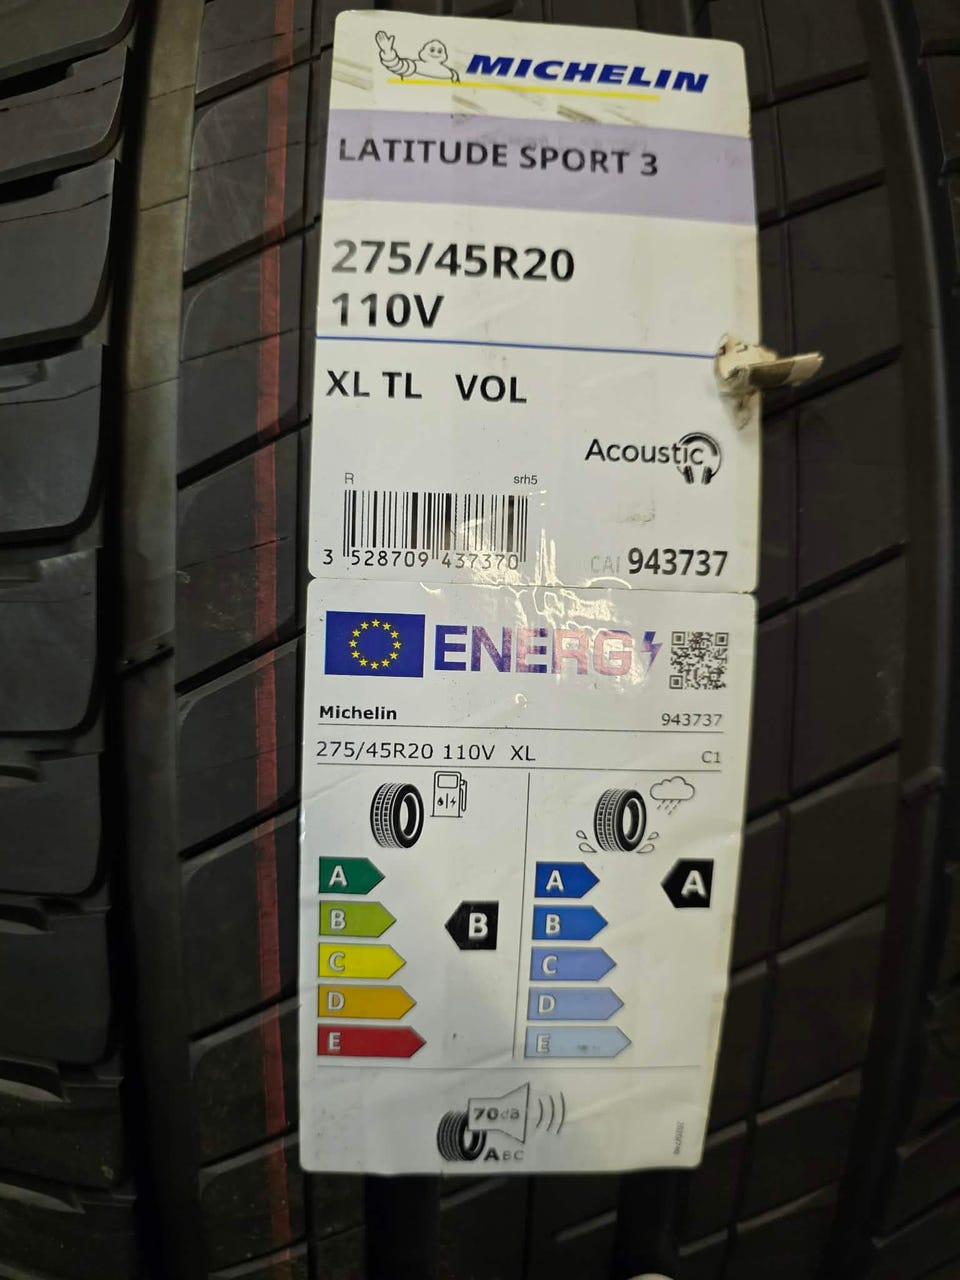 MICHELIN
LATITUDE SPORT 3
275/45R20
110V
XL TL VOL
Acoustic
R srh5
3 528709 437370
CAI 943737
ENERG
Michelin 943737
275/45R20 110V XL C1
A A A
B B B
C C
D D
E E
70dB
ABC